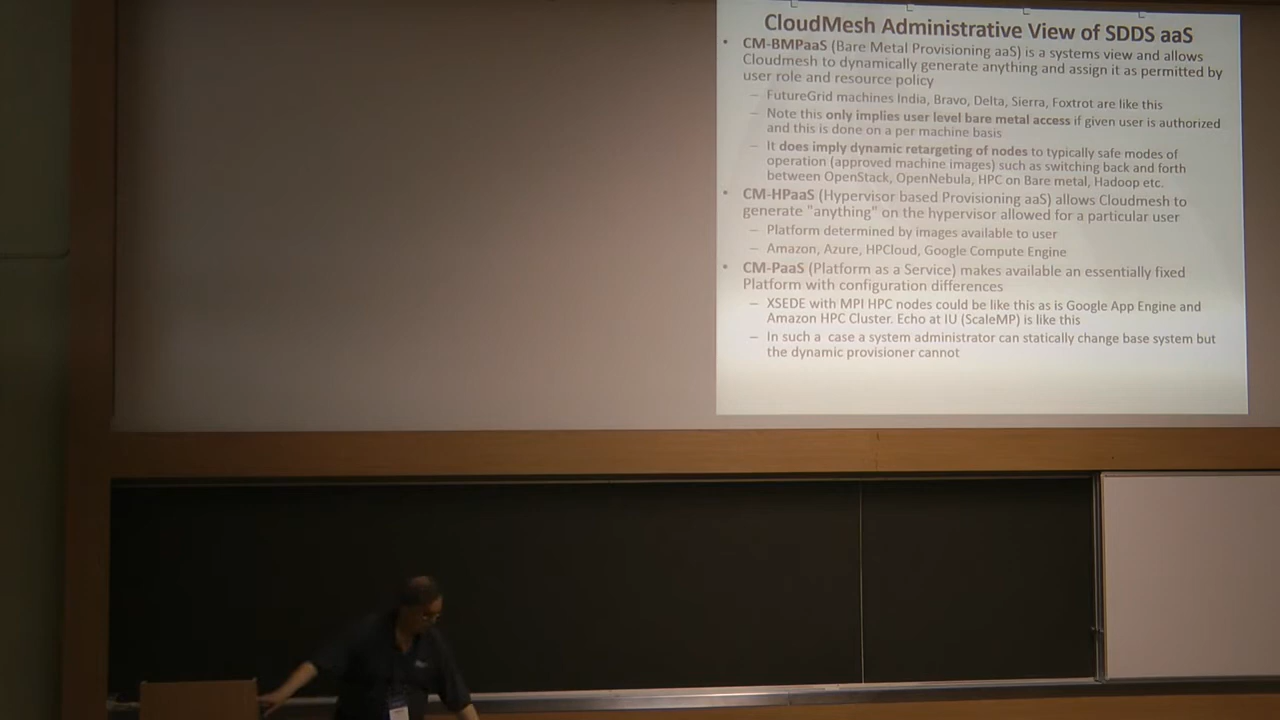 CloudMesh Administrative View of SDDS aaS
• CM-BMPaaS (Bare Metal Provisioning aaS) is a systems view and allows
Cloudmesh to dynamically generate anything and assign it as permitted by
user role and resource policy
– FutureGrid machines India, Bravo, Delta, Sierra, Foxtrot are like this
– Note this only implies user level bare metal access if given user is authorized
and this is done on a per machine basis
– It does imply dynamic retargeting of nodes to typically safe modes of
operation (approved machine images) such as switching back and forth
between OpenStack, OpenNebula, HPC on Bare metal, Hadoop etc.
• CM-HPaaS (Hypervisor based Provisioning aaS) allows Cloudmesh to
generate "anything" on the hypervisor allowed for a particular user
– Platform determined by images available to user
– Amazon, Azure, HPCloud, Google Compute Engine
• CM-PaaS (Platform as a Service) makes available an essentially fixed
Platform with configuration differences
– XSEDE with MPI HPC nodes could be like this as is Google App Engine and
Amazon HPC Cluster. Echo at IU (ScaleMP) is like this
– In such a case a system administrator can statically change base system but
the dynamic provisioner cannot